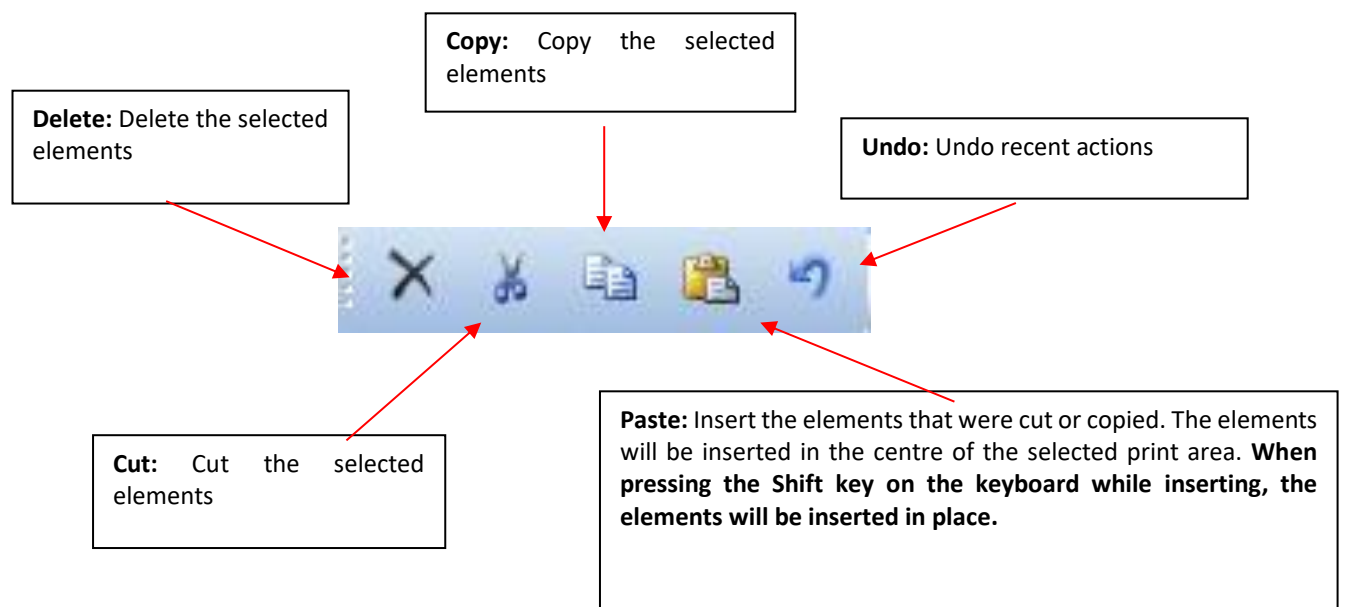 Copy: Copy the selected
elements
Delete: Delete the selected
elements
Undo: Undo recent actions
Cut: Cut the selected
elements
Paste: Insert the elements that were cut or copied. The elements
will be inserted in the centre of the selected print area. When
pressing the Shift key on the keyboard while inserting, the
elements will be inserted in place.